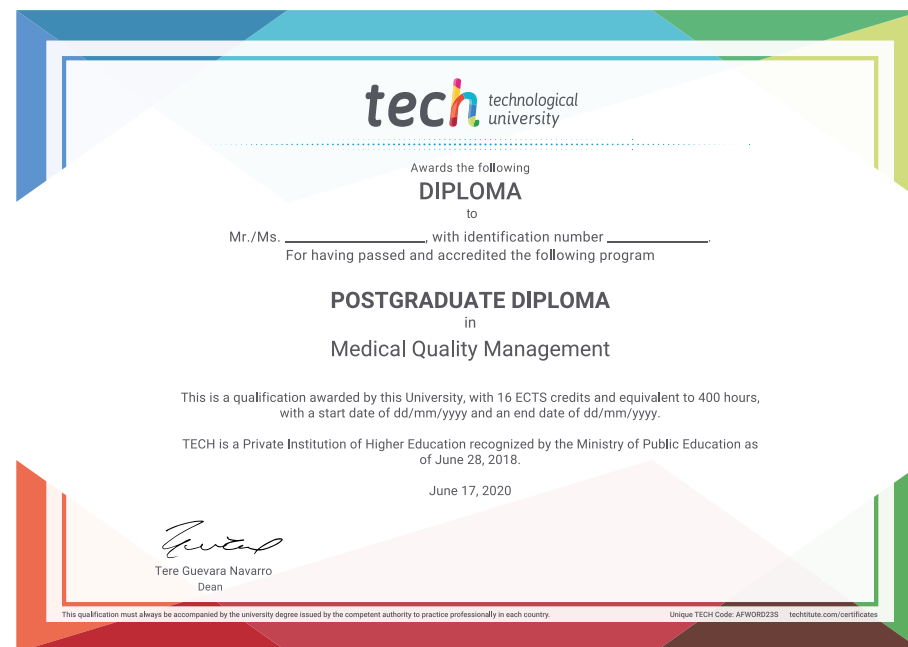 tech technological
university
Awards the following
DIPLOMA
to
Mr./Ms. ____________________, with identification number _______________.
For having passed and accredited the following program
POSTGRADUATE DIPLOMA
in
Medical Quality Management
This is a qualification awarded by this University, with 16 ECTS credits and equivalent to 400 hours,
with a start date of dd/mm/yyyy and an end date of dd/mm/yyyy.
TECH is a Private Institution of Higher Education recognized by the Ministry of Public Education as
of June 28, 2018.
June 17, 2020
Tere Guevara Navarro
Dean
This qualification must always be accompanied by the university degree issued by the competent authority to practice professionally in each country. Unique TECH Code: AFWORD23S techtitute.com/certificates